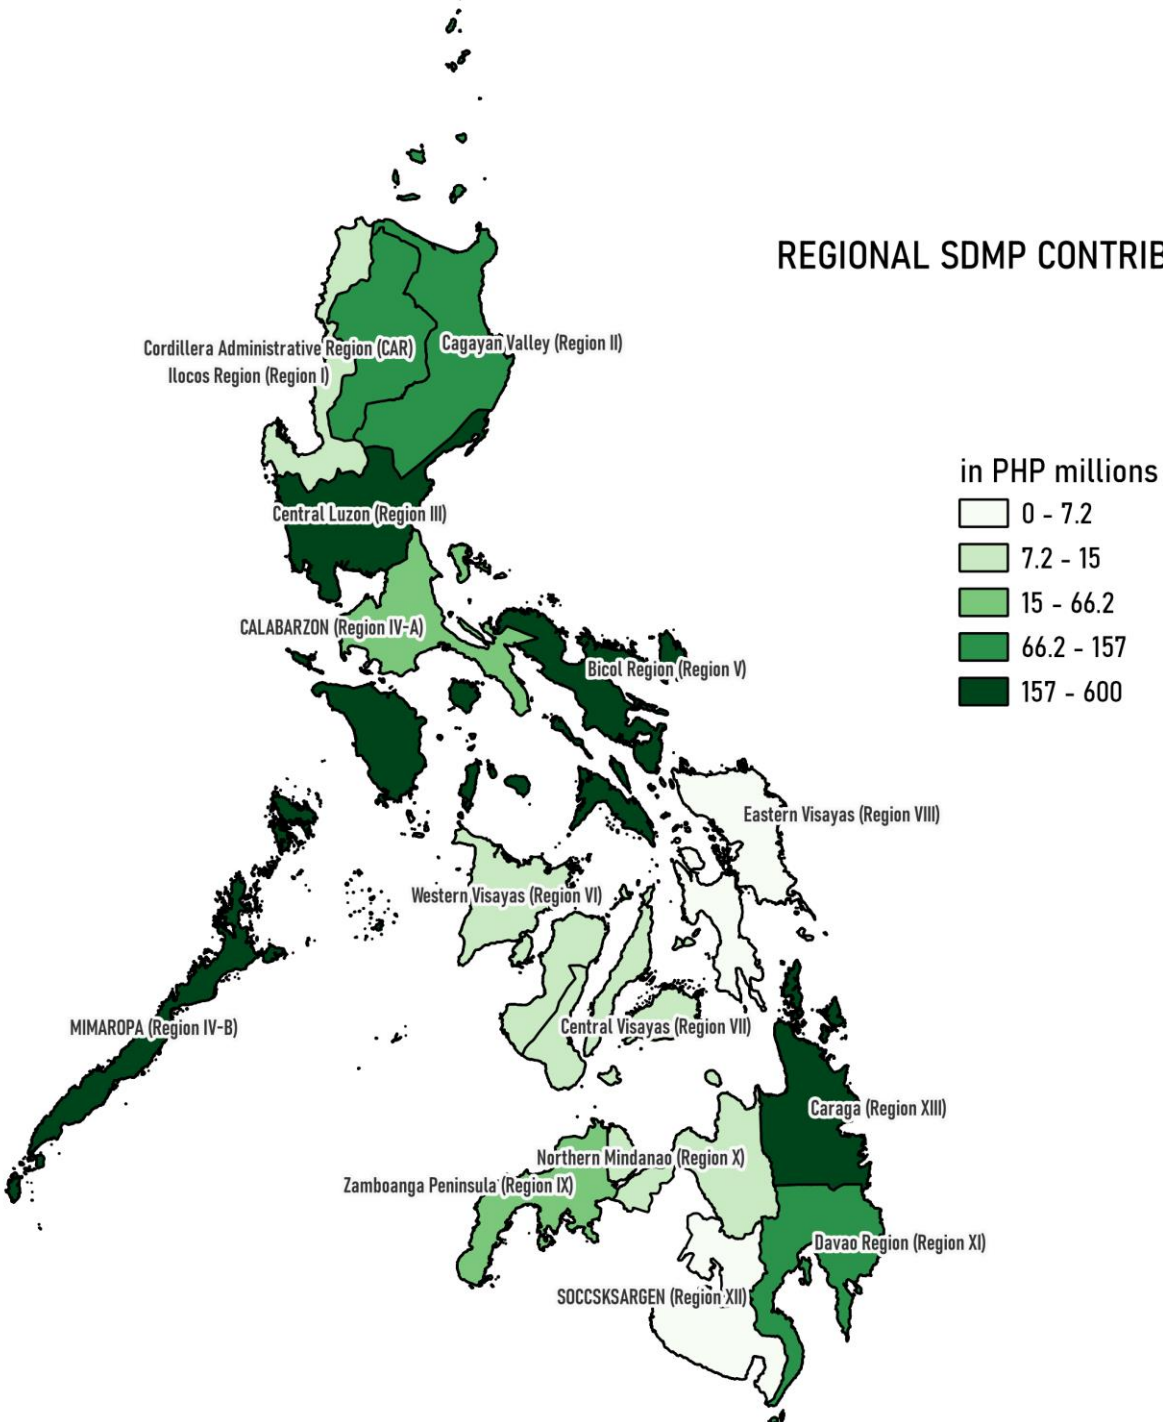 REGIONAL SDMP CONTRIB
Cordillera Administrative Region (CAR)
Cagayan Valley (Region II)
Ilocos Region (Region I)
in PHP millions
0 - 7.2
7.2 - 15
15 - 66.2
66.2 - 157
157 - 600
Central Luzon (Region III)
CALABARZON (Region IV-A)
Bicol Region (Region V)
Eastern Visayas (Region VIII)
Western Visayas (Region VI)
MIMAROPA (Region IV-B)
Central Visayas (Region VII)
Caraga (Region XIII)
Northern Mindanao (Region X)
Zamboanga Peninsula (Region IX)
Davao Region (Region XI)
SOCCSKSARGEN (Region XII)